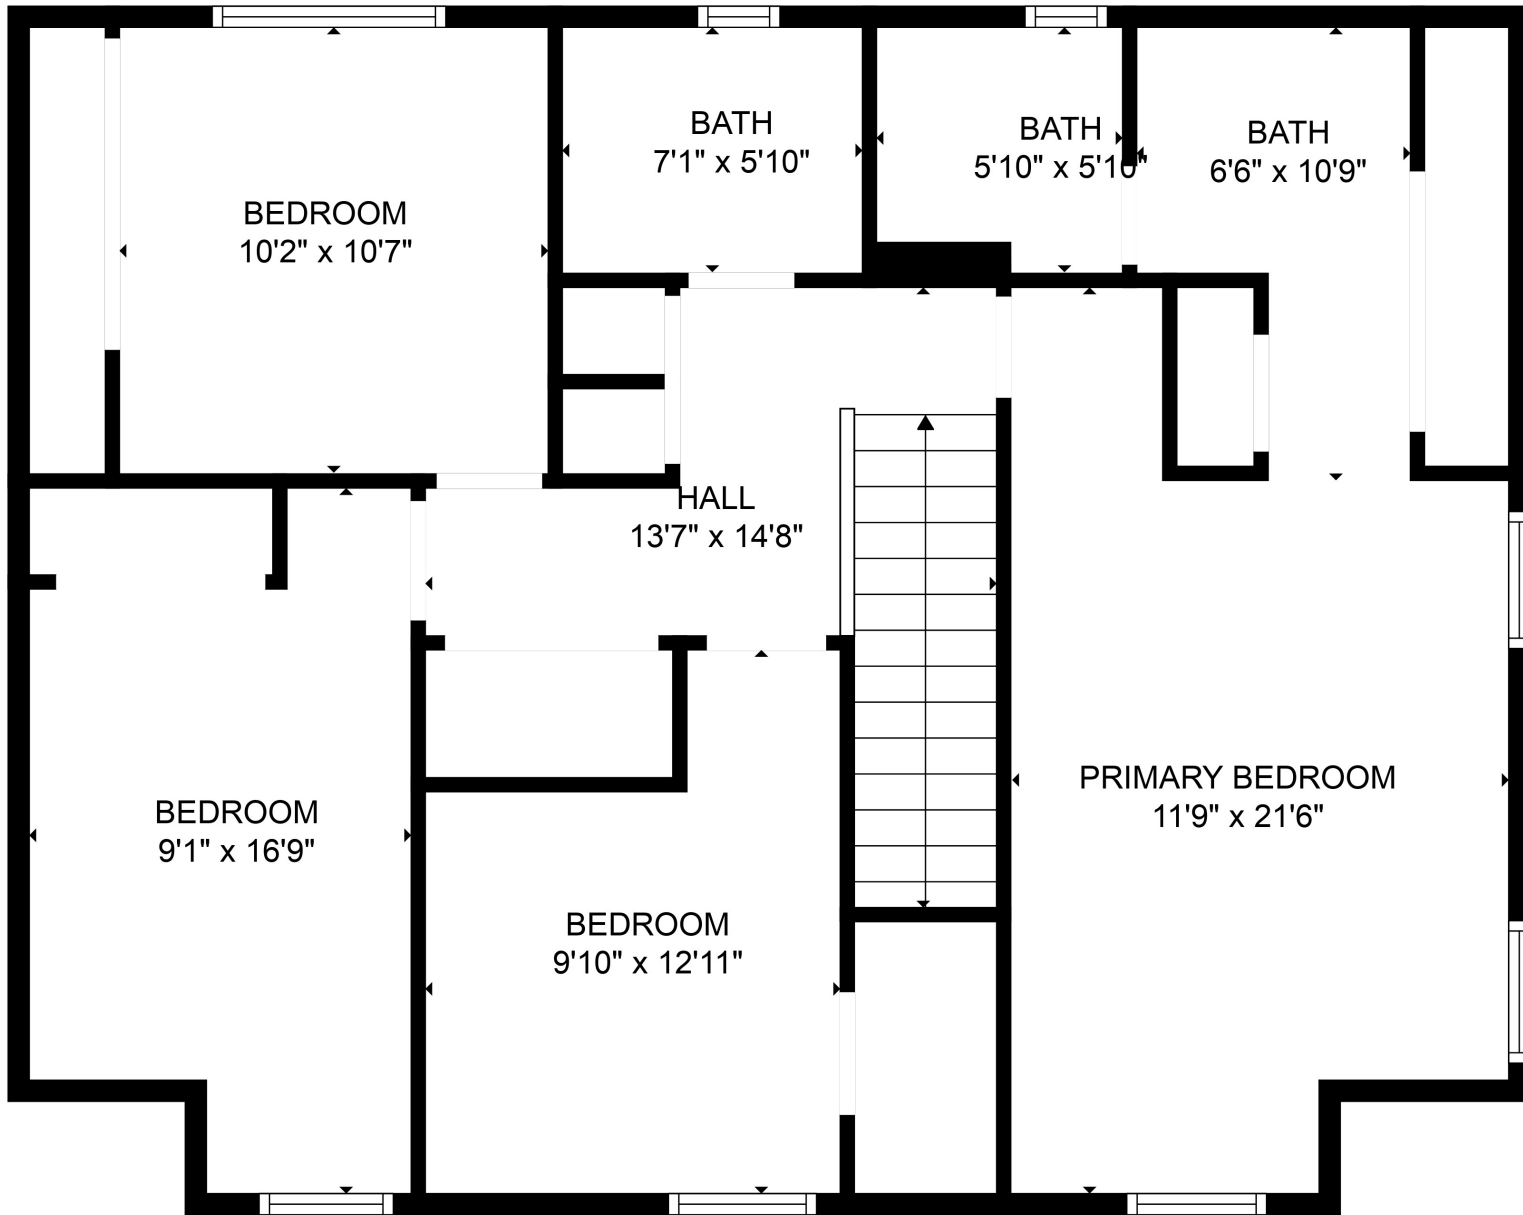 BATH
7'1" x 5'10"
BATH
5'10" x 5'10"
BATH
6'6" x 10'9"
BEDROOM
10'2" x 10'7"
HALL
13'7" x 14'8"
PRIMARY BEDROOM
11'9" x 21'6"
BEDROOM
9'1" x 16'9"
BEDROOM
9'10" x 12'11"